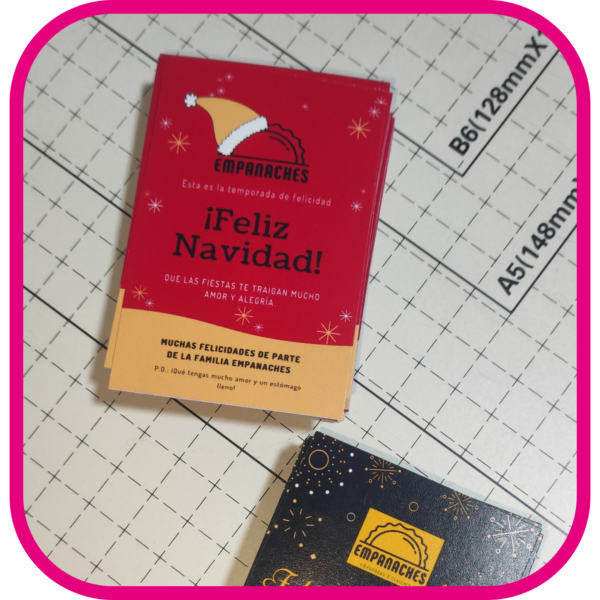 EMPANACHES
Esta es la temporada de felicidad
¡Feliz
Navidad!
QUE LAS FIESTAS TE TRAIGAN MUCHO
AMOR Y ALEGRÍA.
MUCHAS FELICIDADES DE PARTE
DE LA FAMILIA EMPANACHES
P.D.: ¡Qué tengas mucho amor y un estómago
lleno!
B6(128mmX
A5(148mm
EMPANACHES